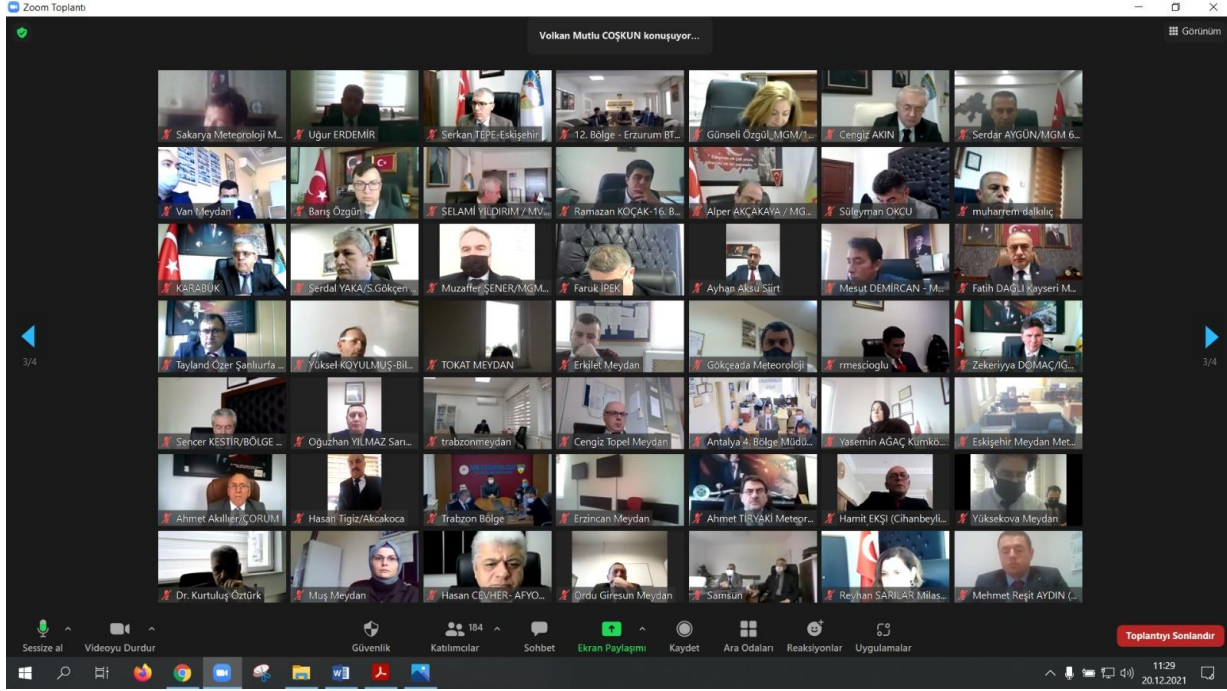 Zoom Toplantı
Volkan Mutlu COŞKUN konuşuyor...
Görünüm
Sakarya Meteoroloji M...
Uğur ERDEMİR
Serkan TEPE-Eskişehir
12. Bölge - Erzurum BT...
Günseli Özgül_MGM/1...
Cengiz AKIN
Serdar AYGÜN/MGM 6...
Van Meydan
Barış Özgün
SELAMİ YILDIRIM / MV...
Ramazan KOÇAK-16. B...
Alper AKÇAKAYA / MG...
Süleyman OKCU
muharrem dalkılıç
KARABÜK
Serdal YAKA/S.Gökçen ...
Muzaffer ŞENER/MGM...
Faruk İPEK
Ayhan Aksu Siirt
Mesut DEMİRCAN - M...
Fatih DAĞLI Kayseri M...
3/4
Tayland Özer Şanlıurfa ...
Yüksel KOYULMUŞ-Bil...
TOKAT MEYDAN
Erkilet Meydan
Gökçeada Meteoroloji
rmescioglu
Zekeriyya DOMAÇ/IĞ...
3/4
Sencer KESTİR/BÖLGE ...
Oğuzhan YILMAZ Sarı...
trabzonmeydan
Cengiz Topel Meydan
Antalya 4. Bölge Müdü...
Yasemin AĞAÇ Kumkö...
Eskişehir Meydan Met...
Ahmet Akıllıer/ÇORUM
Hasan Tigiz/Akcakoca
Trabzon Bölge
Erzincan Meydan
Ahmet TİRYAKİ Meteor...
Hamit EKŞI (Cihanbeyli...
Yüksekova Meydan
Dr. Kurtuluş Öztürk
Muş Meydan
Hasan CEVHER- AFYO...
Ordu Giresun Meydan
Samsun
Reyhan SARILAR Milas...
Mehmet Reşit AYDIN (...
184
Sessize al
Videoyu Durdur
Güvenlik
Katılımcılar
Sohbet
Ekran Paylaşımı
Kaydet
Ara Odaları
Reaksiyonlar
Uygulamalar
Toplantıyı Sonlandır
11:29
20.12.2021